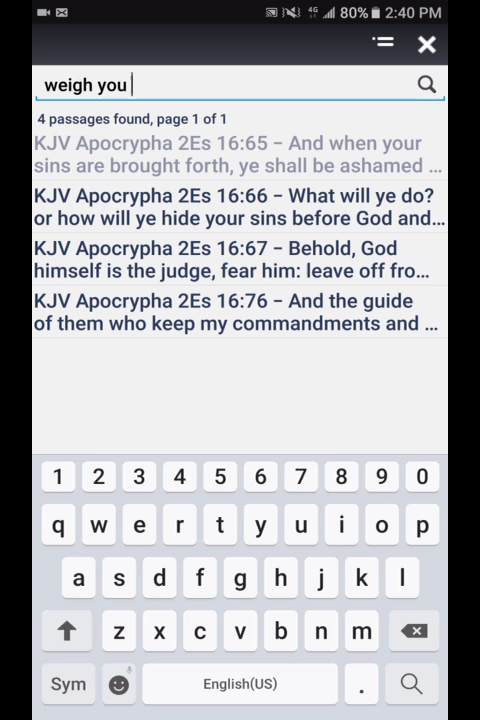 4G 80% 2:40 PM
weigh you
4 passages found, page 1 of 1
KJV Apocrypha 2Es 16:65 – And when your
sins are brought forth, ye shall be ashamed ...
KJV Apocrypha 2Es 16:66 – What will ye do?
or how will ye hide your sins before God and...
KJV Apocrypha 2Es 16:67 – Behold, God
himself is the judge, fear him: leave off fro...
KJV Apocrypha 2Es 16:76 – And the guide
of them who keep my commandments and ...
1 2 3 4 5 6 7 8 9 0
q w e r t y u i o p
a s d f g h j k l
z x c v b n m
Sym English(US) .